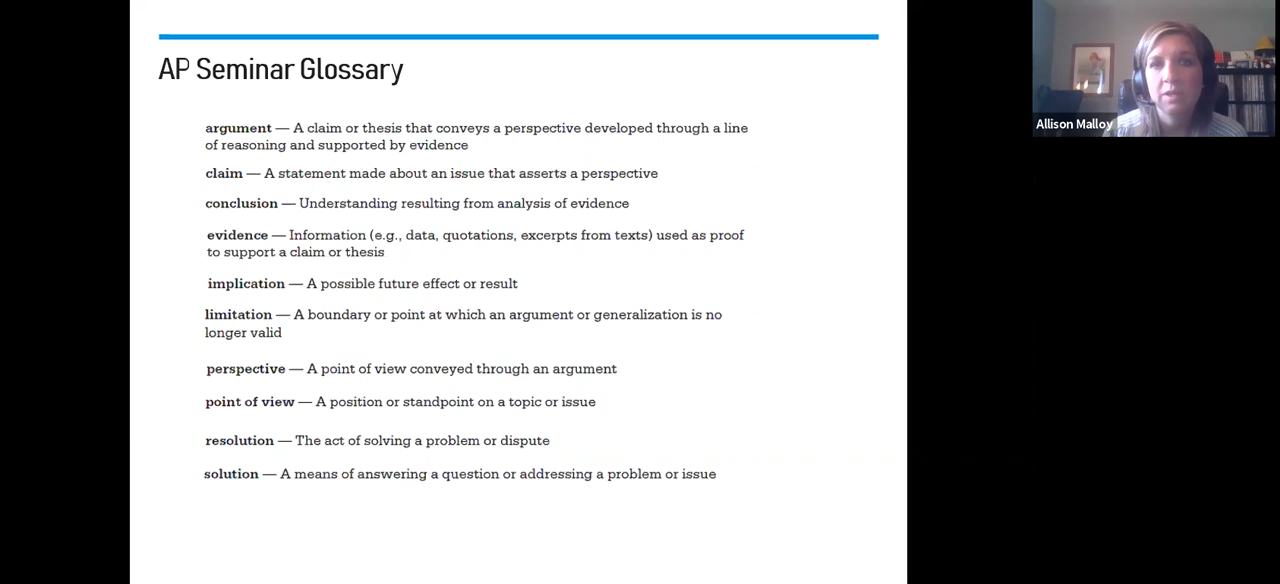 AP Seminar Glossary
argument — A claim or thesis that conveys a perspective developed through a line
of reasoning and supported by evidence
claim — A statement made about an issue that asserts a perspective
conclusion — Understanding resulting from analysis of evidence
evidence — Information (e.g., data, quotations, excerpts from texts) used as proof
to support a claim or thesis
implication — A possible future effect or result
limitation — A boundary or point at which an argument or generalization is no
longer valid
perspective — A point of view conveyed through an argument
point of view — A position or standpoint on a topic or issue
resolution — The act of solving a problem or dispute
solution — A means of answering a question or addressing a problem or issue
Allison Malloy